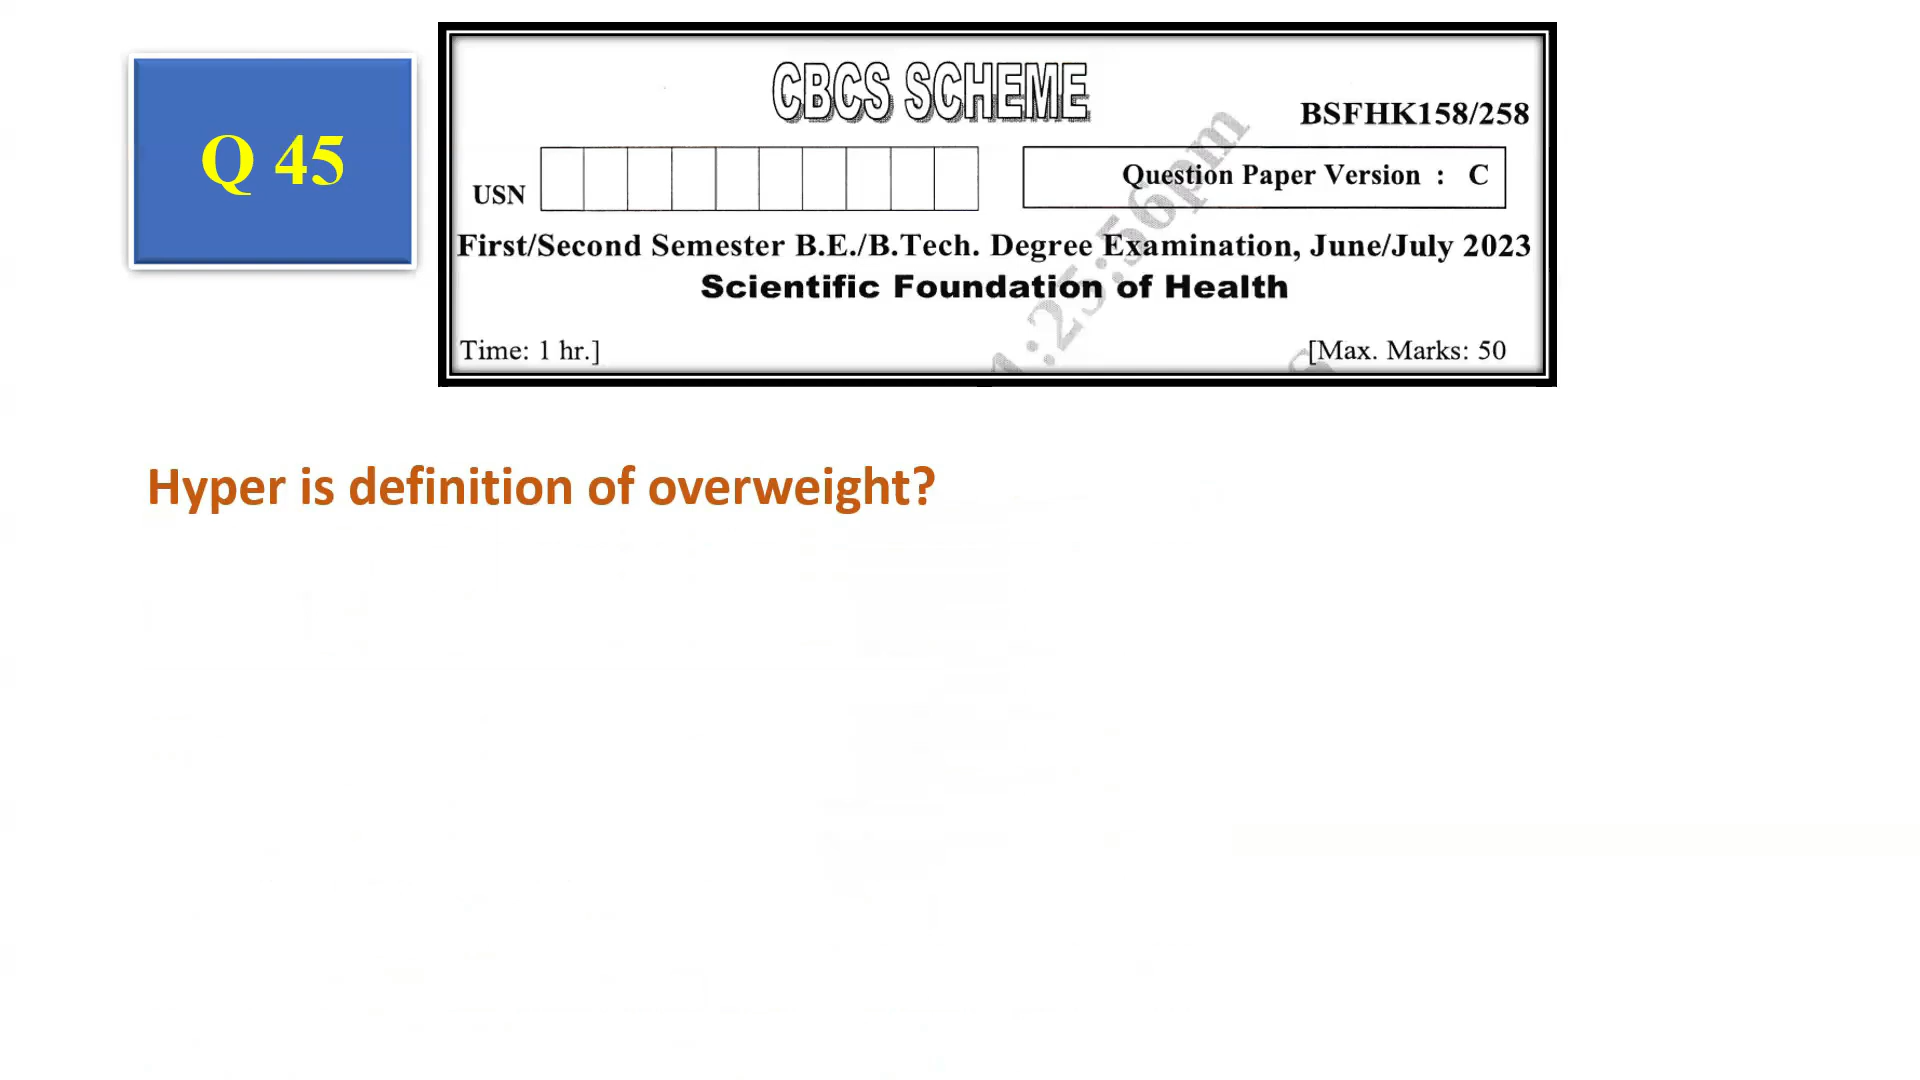 Q 45
CBCS SCHEME
BSFHK158/258
USN
Question Paper Version : C
First/Second Semester B.E./B.Tech. Degree Examination, June/July 2023
Scientific Foundation of Health
Time: 1 hr.]
[Max. Marks: 50
Hyper is definition of overweight?